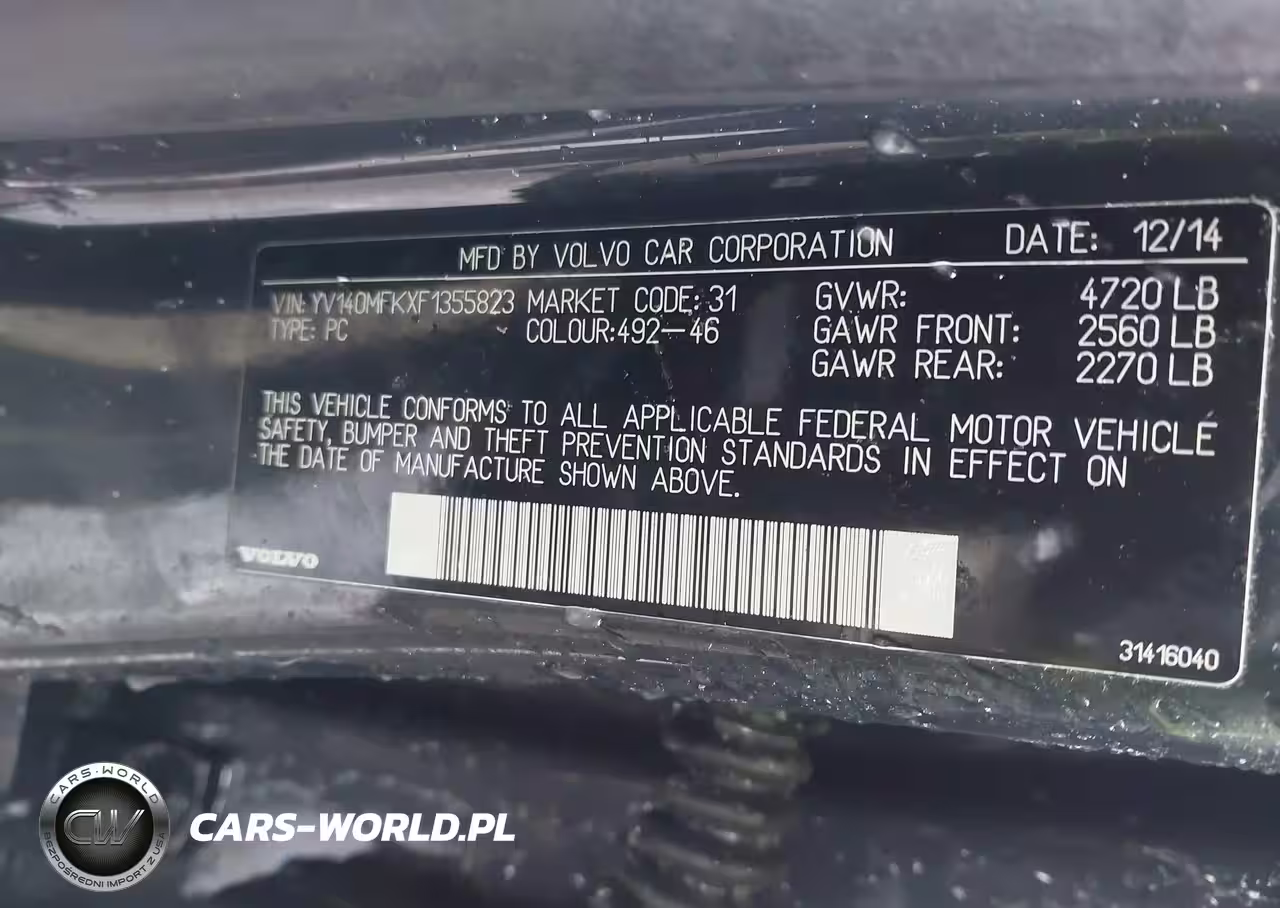 MFD BY VOLVO CAR CORPORATION DATE: 12/14
VIN: YV140MFKXF1355823 MARKET CODE: 31 GVWR: 4720 LB
TYPE: PC COLOUR:492-46 GAWR FRONT: 2560 LB
GAWR REAR: 2270 LB
THIS VEHICLE CONFORMS TO ALL APPLICABLE FEDERAL MOTOR VEHICLE
SAFETY, BUMPER AND THEFT PREVENTION STANDARDS IN EFFECT ON
THE DATE OF MANUFACTURE SHOWN ABOVE.
VOLVO
31416040
CARS-WORLD
CW
BEZPOŚREDNI IMPORT Z USA
CARS-WORLD.PL